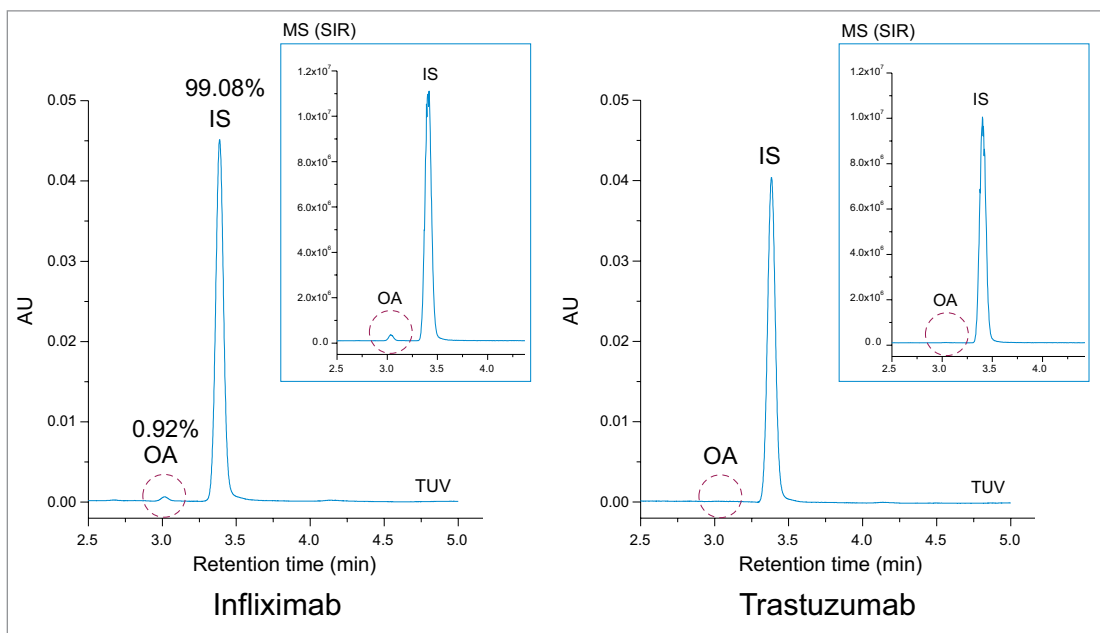 MS (SIR)
1.2x10⁷
1.0x10⁷
8.0x10⁶
6.0x10⁶
4.0x10⁶
2.0x10⁶
0.0
IS
OA
2.5 3.0 3.5 4.0
99.08%
IS
0.05
0.04
0.03
0.02
0.01
0.00
AU
0.92%
OA
TUV
2.5 3.0 3.5 4.0 4.5 5.0
Retention time (min)
Infliximab
MS (SIR)
1.2x10⁷
1.0x10⁷
8.0x10⁶
6.0x10⁶
4.0x10⁶
2.0x10⁶
0.0
IS
OA
2.5 3.0 3.5 4.0
IS
0.05
0.04
0.03
0.02
0.01
0.00
AU
OA
TUV
2.5 3.0 3.5 4.0 4.5 5.0
Retention time (min)
Trastuzumab